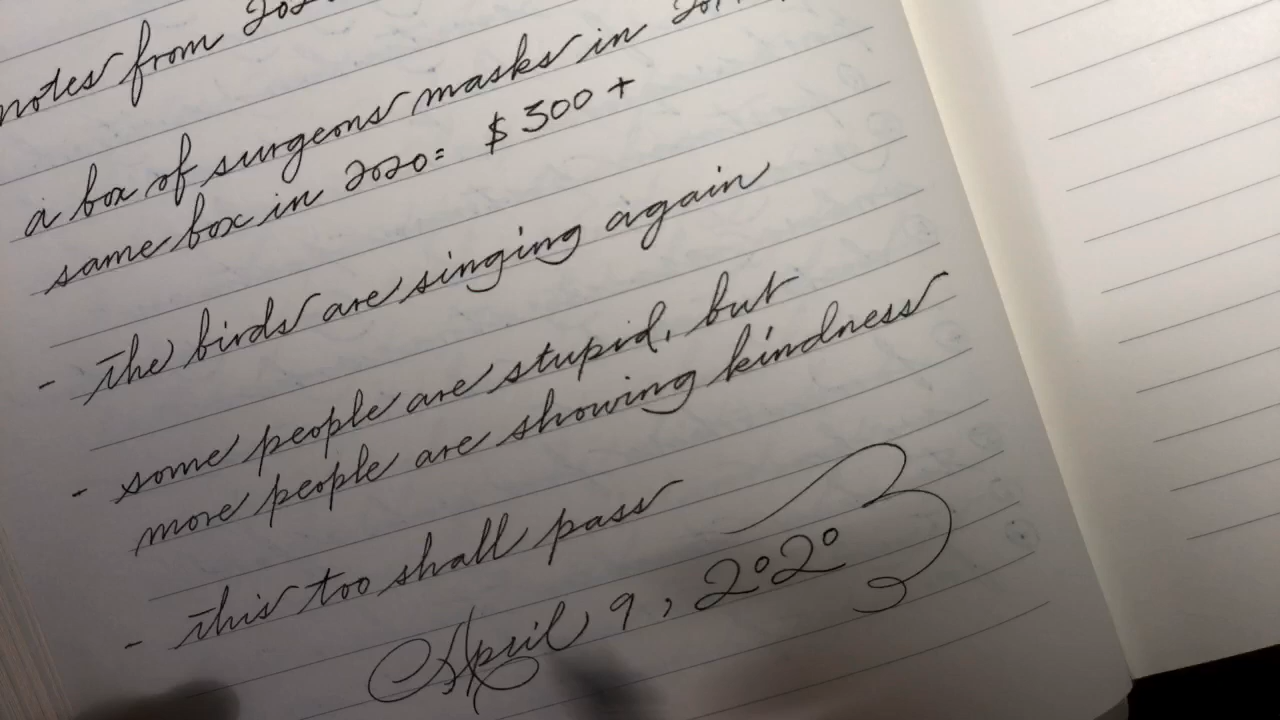 notes from
a box of surgeons masks in
same box in 2020= $300+
- the birds are singing again
- some people are stupid, but
more people are showing kindness
- this too shall pass
April 9, 2020